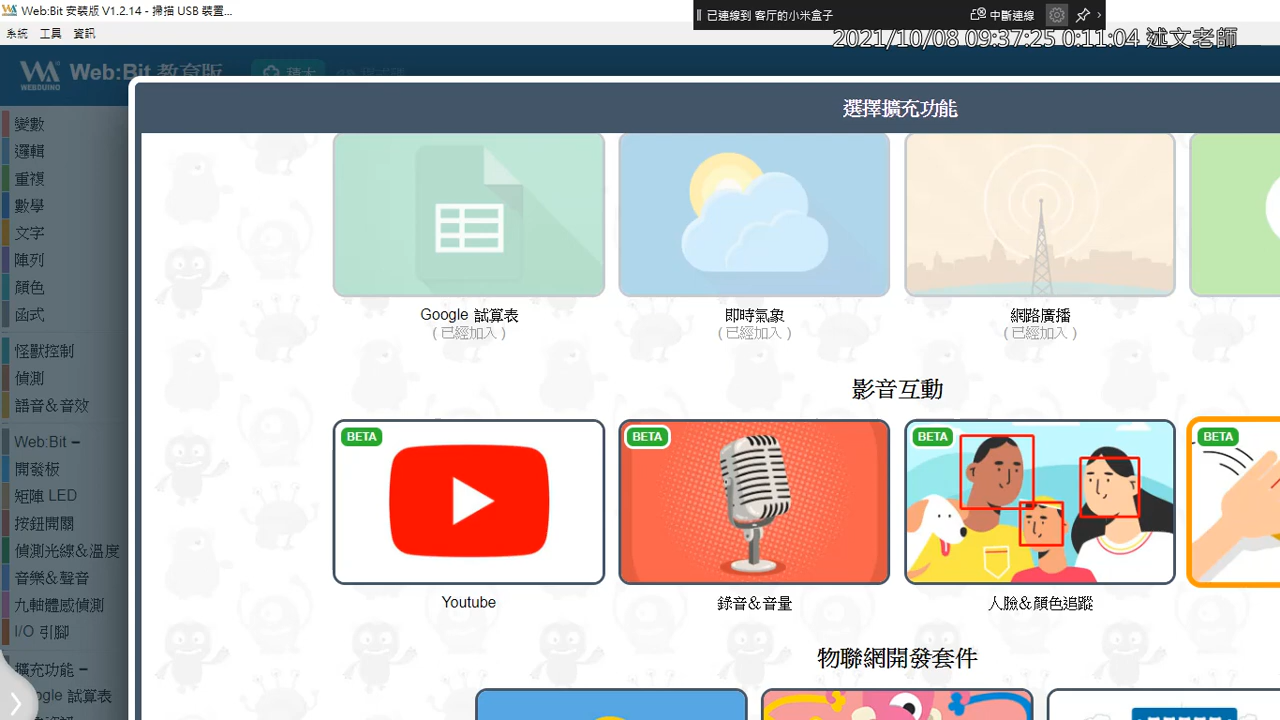 Web:Bit 安裝版 V1.2.14 - 掃描 USB 裝置...
已連線到 客厅的小米盒子
中斷連線
系統 工具 資訊
2021/10/08 09:37:25 0:11:04 述文老師
WEBDUINO
Web:Bit 教育版
積木
選擇擴充功能
變數
邏輯
重複
數學
文字
陣列
顏色
函式
怪獸控制
偵測
語音&音效
Web:Bit
開發板
矩陣 LED
按鈕開關
偵測光線&溫度
音樂&聲音
九軸體感偵測
I/O 引腳
擴充功能
Google 試算表
Google 試算表
( 已經加入 )
即時氣象
( 已經加入 )
網路廣播
( 已經加入 )
影音互動
BETA
BETA
BETA
BETA
Youtube
錄音&音量
人臉&顏色追蹤
物聯網開發套件